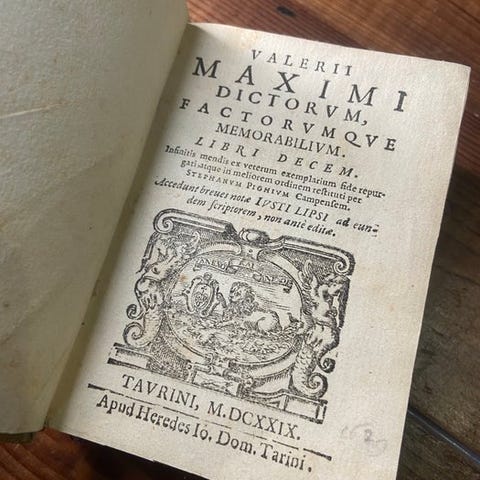 VALERII
MAXIMI
DICTORVM,
FACTORVMQVE
MEMORABILIVM.
LIBRI DECEM.
Infinitis mendis ex veterum exemplarium fide repur-
gati atque in meliorem ordinem restituti per
STEPHANVM PIGHIVM Campensem.
Accedunt breues notæ IVSTI LIPSI ad eun-
dem scriptorem, non antè editæ.
TAVRINI, M.DCXXIX.
Apud Heredes Io. Dom. Tarini.